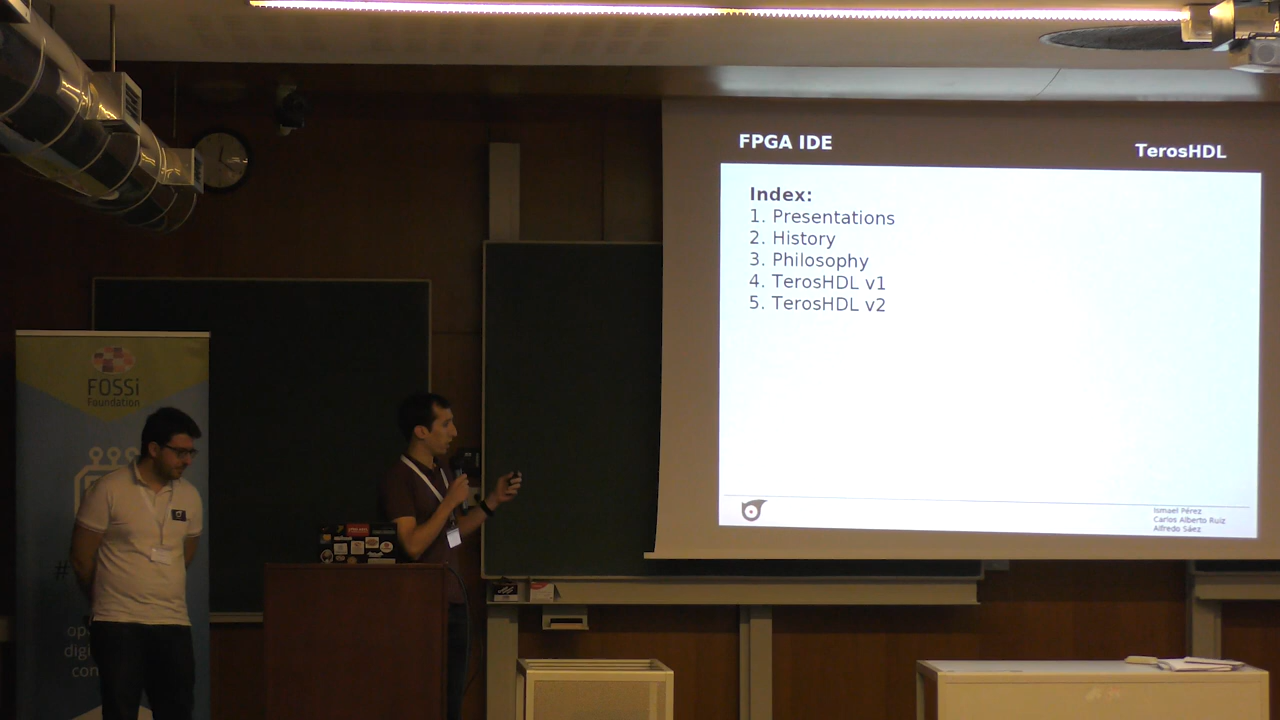 FPGA IDE
TerosHDL
Index:
1. Presentations
2. History
3. Philosophy
4. TerosHDL v1
5. TerosHDL v2
Ismael Pérez
Carlos Alberto Ruiz
Alfredo Sáez
FOSSi
Foundation
#